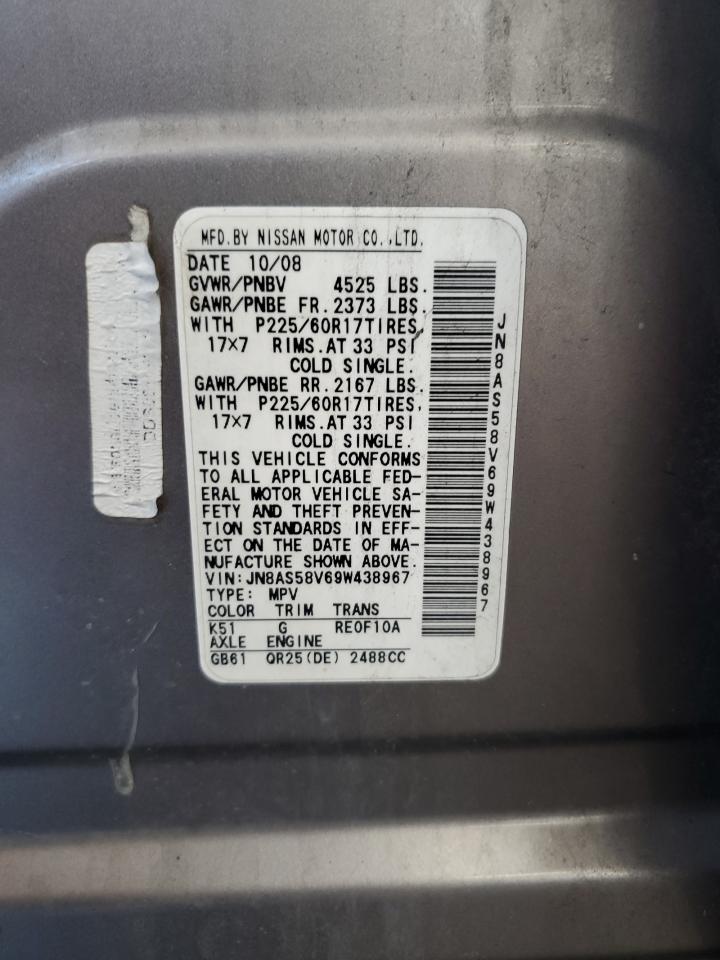 MFD.BY NISSAN MOTOR CO.,LTD.
DATE 10/08
GVWR/PNBV 4525 LBS.
GAWR/PNBE FR.2373 LBS.
WITH P225/60R17TIRES,
17×7 RIMS.AT 33 PSI
COLD SINGLE.
GAWR/PNBE RR.2167 LBS.
WITH P225/60R17TIRES,
17×7 RIMS.AT 33 PSI
COLD SINGLE.
THIS VEHICLE CONFORMS
TO ALL APPLICABLE FED-
ERAL MOTOR VEHICLE SA-
FETY AND THEFT PREVEN-
TION STANDARDS IN EFF-
ECT ON THE DATE OF MA-
NUFACTURE SHOWN ABOVE.
VIN:JN8AS58V69W438967
TYPE: MPV
COLOR TRIM TRANS
K51 G RE0F10A
AXLE ENGINE
GB61 QR25(DE) 2488CC
JN8AS58V69W438967